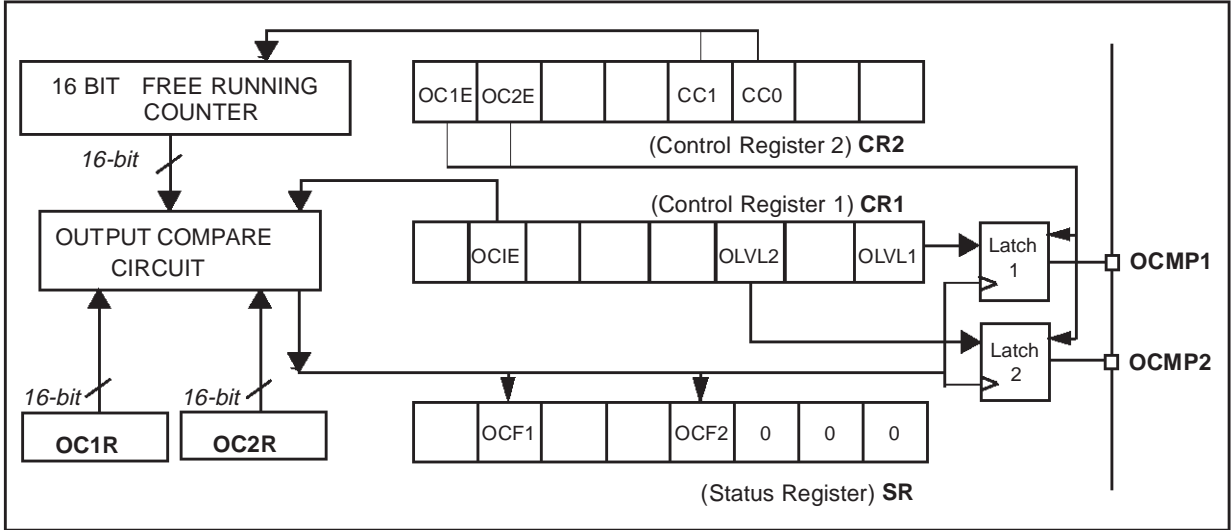 16 BIT FREE RUNNING
COUNTER
OC1E OC2E CC1 CC0
(Control Register 2) CR2
16-bit
(Control Register 1) CR1
OUTPUT COMPARE
CIRCUIT
OCIE OLVL2 OLVL1
Latch
1
OCMP1
Latch
2
OCMP2
16-bit
16-bit
OC1R
OC2R
OCF1 OCF2 0 0 0
(Status Register) SR